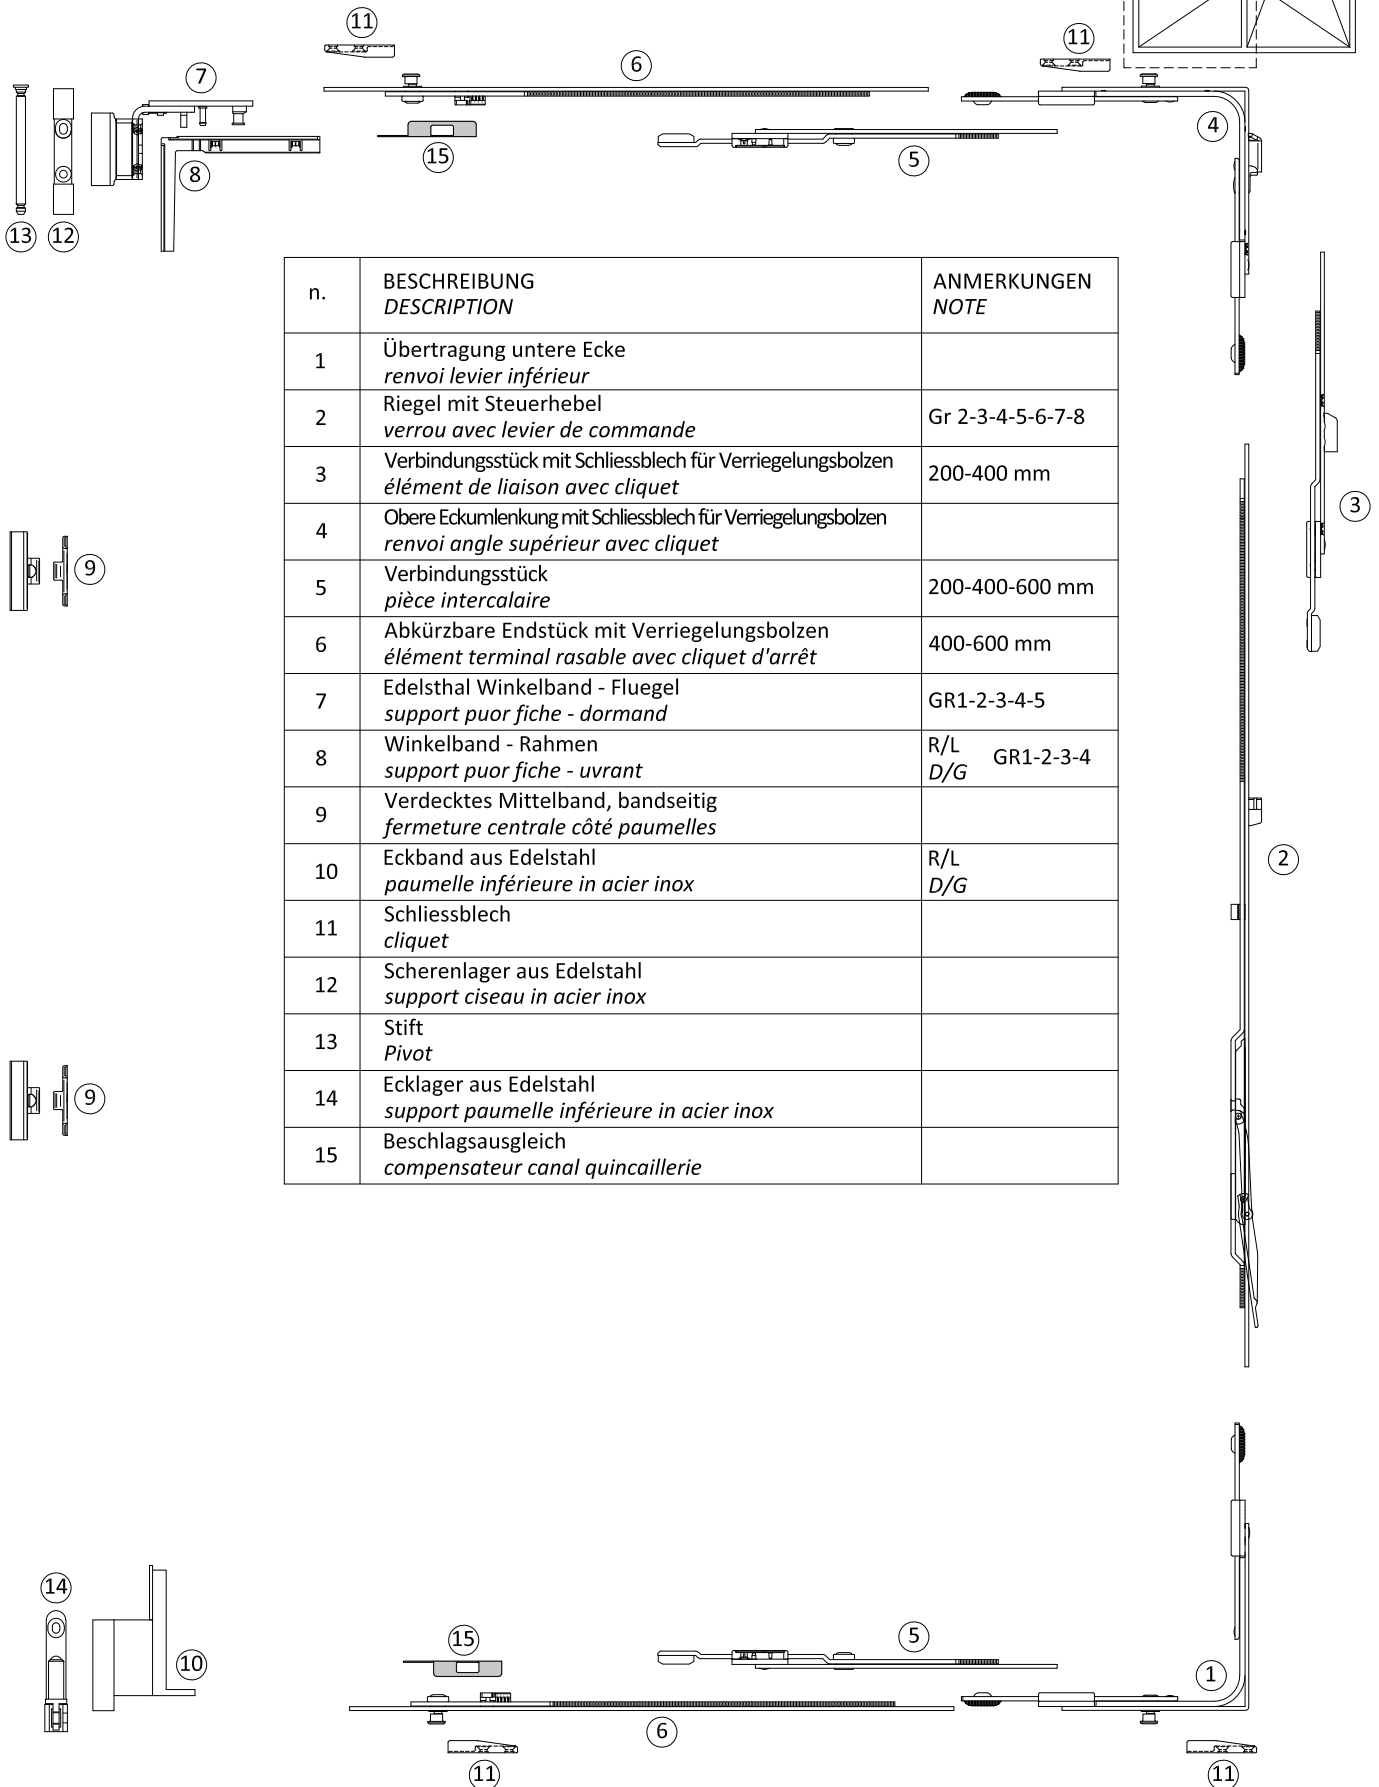 11
11
6
7
4
15
5
8
13
12
n.
BESCHREIBUNG
DESCRIPTION
ANMERKUNGEN
NOTE
1
Übertragung untere Ecke
renvoi levier inférieur
2
Riegel mit Steuerhebel
verrou avec levier de commande
Gr 2-3-4-5-6-7-8
3
Verbindungsstück mit Schliessblech für Verriegelungsbolzen
élément de liaison avec cliquet
200-400 mm
4
Obere Eckumlenkung mit Schliessblech für Verriegelungsbolzen
renvoi angle supérieur avec cliquet
5
Verbindungsstück
pièce intercalaire
200-400-600 mm
6
Abkürzbare Endstück mit Verriegelungsbolzen
élément terminal rasable avec cliquet d'arrêt
400-600 mm
7
Edelsthal Winkelband - Fluegel
support puor fiche - dormand
GR1-2-3-4-5
8
Winkelband - Rahmen
support puor fiche - uvrant
R/L
D/G
GR1-2-3-4
9
Verdecktes Mittelband, bandseitig
fermeture centrale côté paumelles
10
Eckband aus Edelstahl
paumelle inférieure in acier inox
R/L
D/G
11
Schliessblech
cliquet
12
Scherenlager aus Edelstahl
support ciseau in acier inox
13
Stift
Pivot
14
Ecklager aus Edelstahl
support paumelle inférieure in acier inox
15
Beschlagsausgleich
compensateur canal quincaillerie
3
9
2
9
14
15
5
10
1
6
11
11